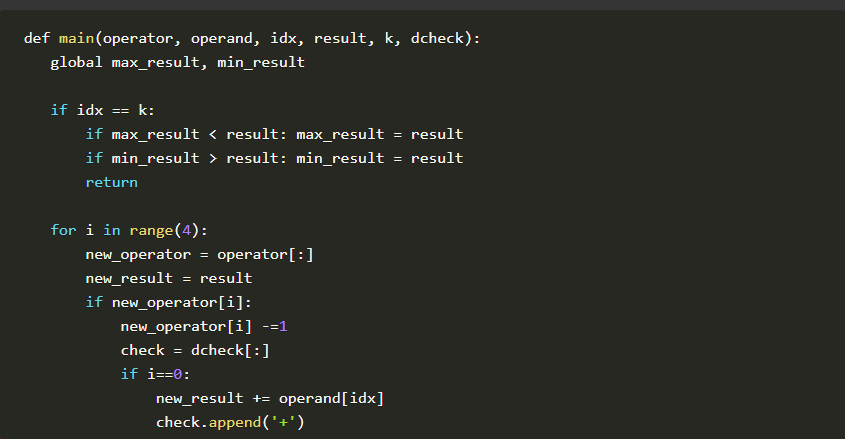 def main(operator, operand, idx, result, k, dcheck):
   global max_result, min_result
   if idx == k:
       if max_result < result: max_result = result
       if min_result > result: min_result = result
       return
   for i in range(4):
       new_operator = operator[:]
       new_result = result
       if new_operator[i]:
           new_operator[i] -=1
           check = dcheck[:]
           if i==0:
               new_result += operand[idx]
               check.append('+')